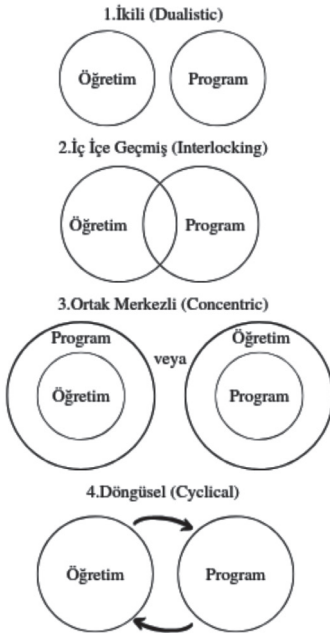 1.İkili (Dualistic)
Öğretim Program
2.İç İçe Geçmiş (Interlocking)
Öğretim Program
3.Ortak Merkezli (Concentric)
Program Öğretim
veya
Öğretim Program
4.Döngüsel (Cyclical)
Öğretim Program